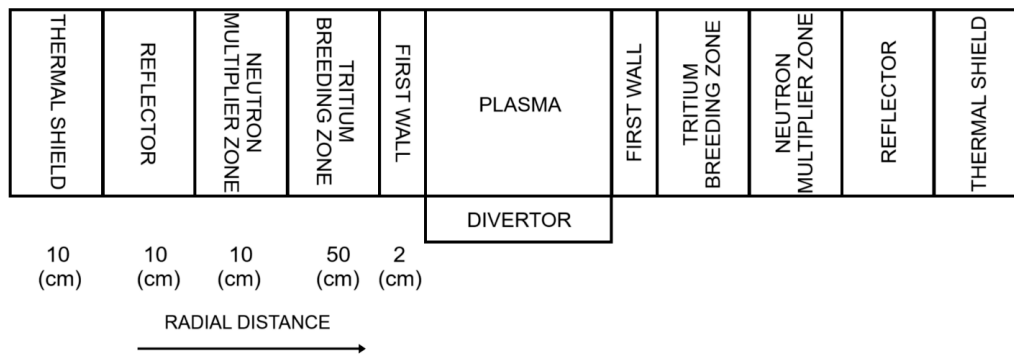 THERMAL SHIELD
REFLECTOR
NEUTRON
MULTIPLIER ZONE
TRITIUM
BREEDING ZONE
FIRST WALL
PLASMA
FIRST WALL
TRITIUM
BREEDING ZONE
NEUTRON
MULTIPLIER ZONE
REFLECTOR
THERMAL SHIELD
DIVERTOR
10
(cm)
10
(cm)
10
(cm)
50
(cm)
2
(cm)
RADIAL DISTANCE